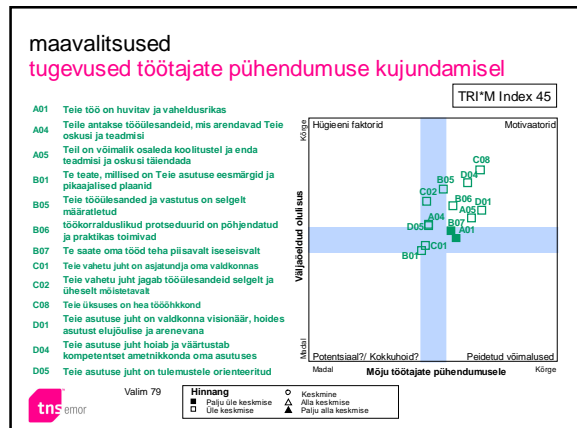 maavalitsused
tugevused töötajate pühendumuse kujundamisel
TRI*M Index 45
A01 Teie töö on huvitav ja vaheldusrikas
A04 Teile antakse tööülesandeid, mis arendavad Teie
oskusi ja teadmisi
A05 Teil on võimalik osaleda koolitustel ja enda
teadmisi ja oskusi täiendada
B01 Te teate, millised on Teie asutuse eesmärgid ja
pikaajalised plaanid
B05 Teie tööülesanded ja vastutus on selgelt
määratletud
B06 töökorralduslikud protseduurid on põhjendatud
ja praktikas toimivad
B07 Te saate oma tööd teha piisavalt iseseisvalt
C01 Teie vahetu juht on asjatundja oma valdkonnas
C02 Teie vahetu juht jagab tööülesanded selgelt ja
üheselt mõistetavalt
C08 Teie üksuses on hea tööõhkkond
D01 Teie asutuse juht on valdkonna visionäär, hoides
asutust elujõulise ja arenevana
D04 Teie asutuse juht hoiab ja väärtustab
kompetentset ametnikkonda oma asutuses
D05 Teie asutuse juht on tulemustele orienteeritud
Kõrge
Väljaöeldud olulisus
Madal
Hügieeni faktorid
Motivaatorid
C08
D04
B05
C02
B06
D01
A05
A04
D05
B07
A01
C01
B01
Potentsiaal?/ Kokkuhoid?
Peidetud võimalused
Madal
Mõju töötajate pühendumusele
Kõrge
tns emor
Valim 79
Hinnang
Palju üle keskmise
Üle keskmise
Keskmine
Alla keskmise
Palju alla keskmise